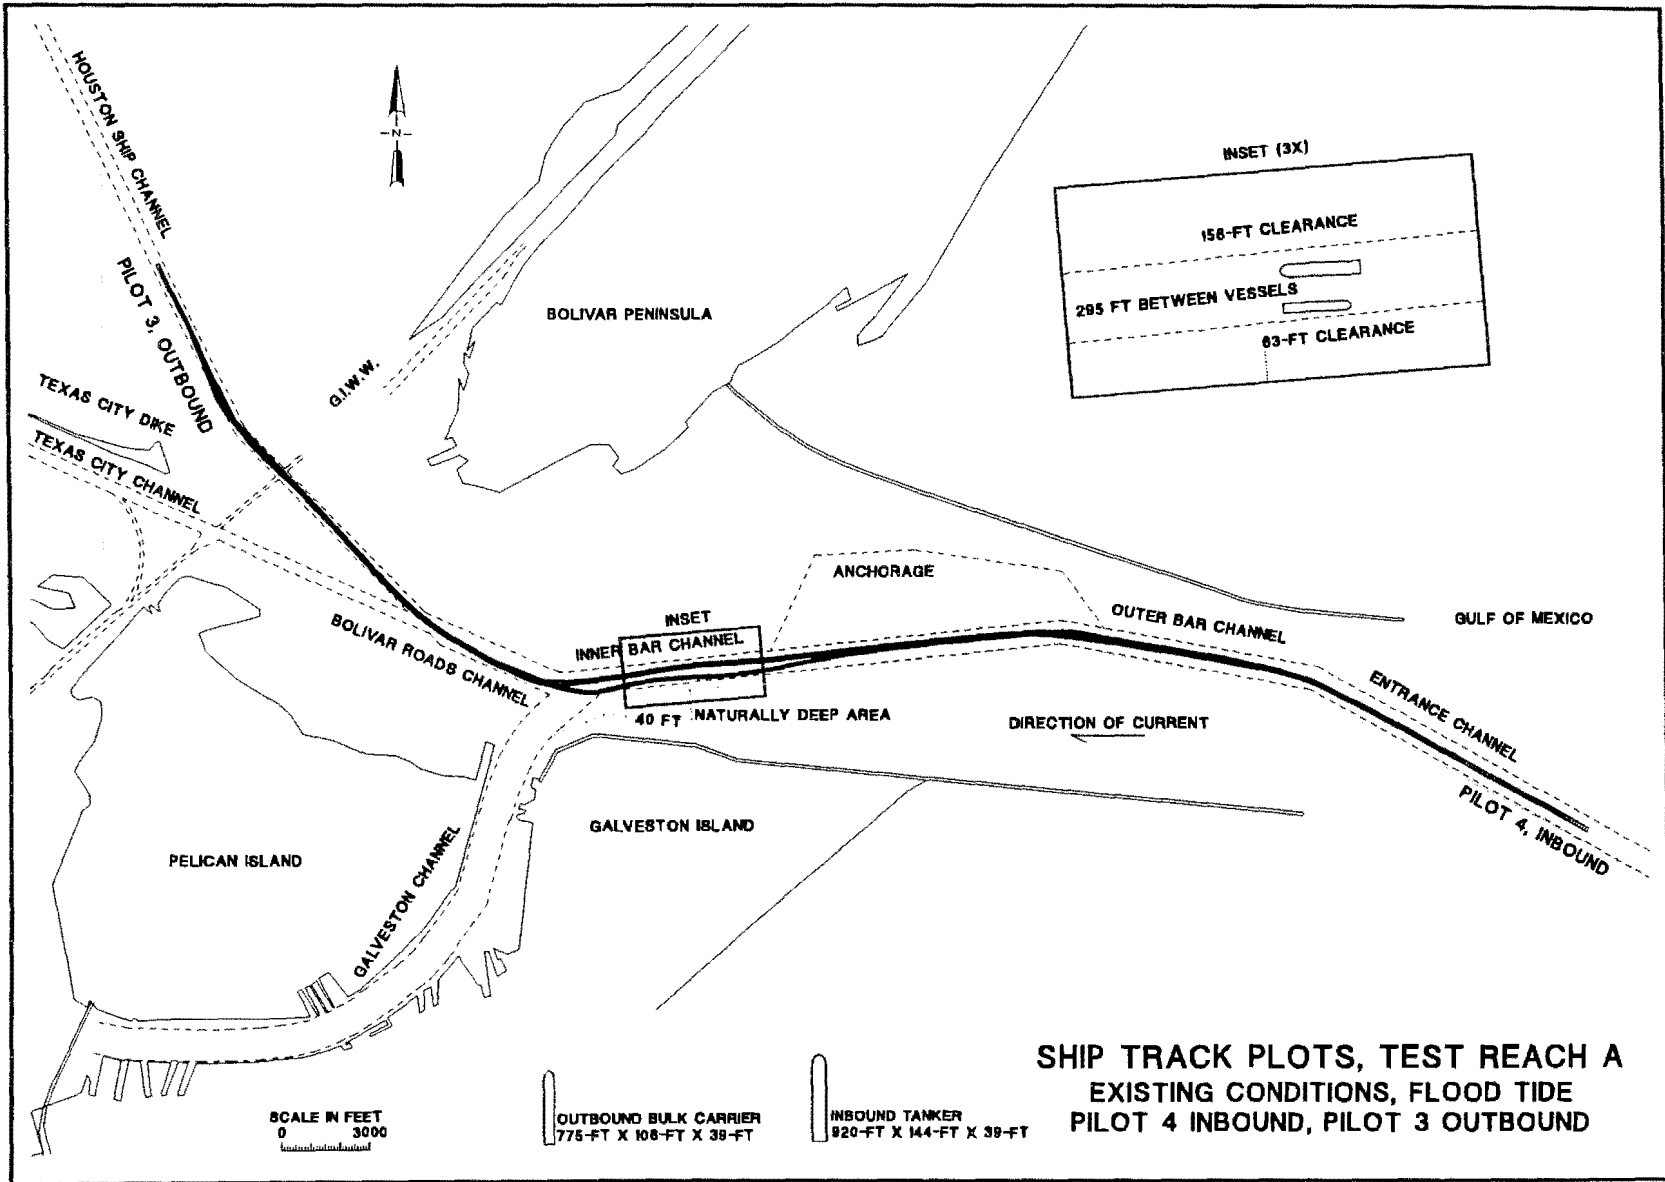 HOUSTON SHIP CHANNEL
N
INSET (3X)
156-FT CLEARANCE
295 FT BETWEEN VESSELS
63-FT CLEARANCE
PILOT 3, OUTBOUND
BOLIVAR PENINSULA
G.I.W.W.
TEXAS CITY DIKE
TEXAS CITY CHANNEL
ANCHORAGE
INSET
INNER BAR CHANNEL
OUTER BAR CHANNEL
GULF OF MEXICO
BOLIVAR ROADS CHANNEL
40 FT
NATURALLY DEEP AREA
DIRECTION OF CURRENT
ENTRANCE CHANNEL
PILOT 4, INBOUND
GALVESTON ISLAND
PELICAN ISLAND
GALVESTON CHANNEL
SHIP TRACK PLOTS, TEST REACH A
EXISTING CONDITIONS, FLOOD TIDE
PILOT 4 INBOUND, PILOT 3 OUTBOUND
SCALE IN FEET
0 3000
OUTBOUND BULK CARRIER
775-FT X 106-FT X 39-FT
INBOUND TANKER
920-FT X 144-FT X 39-FT